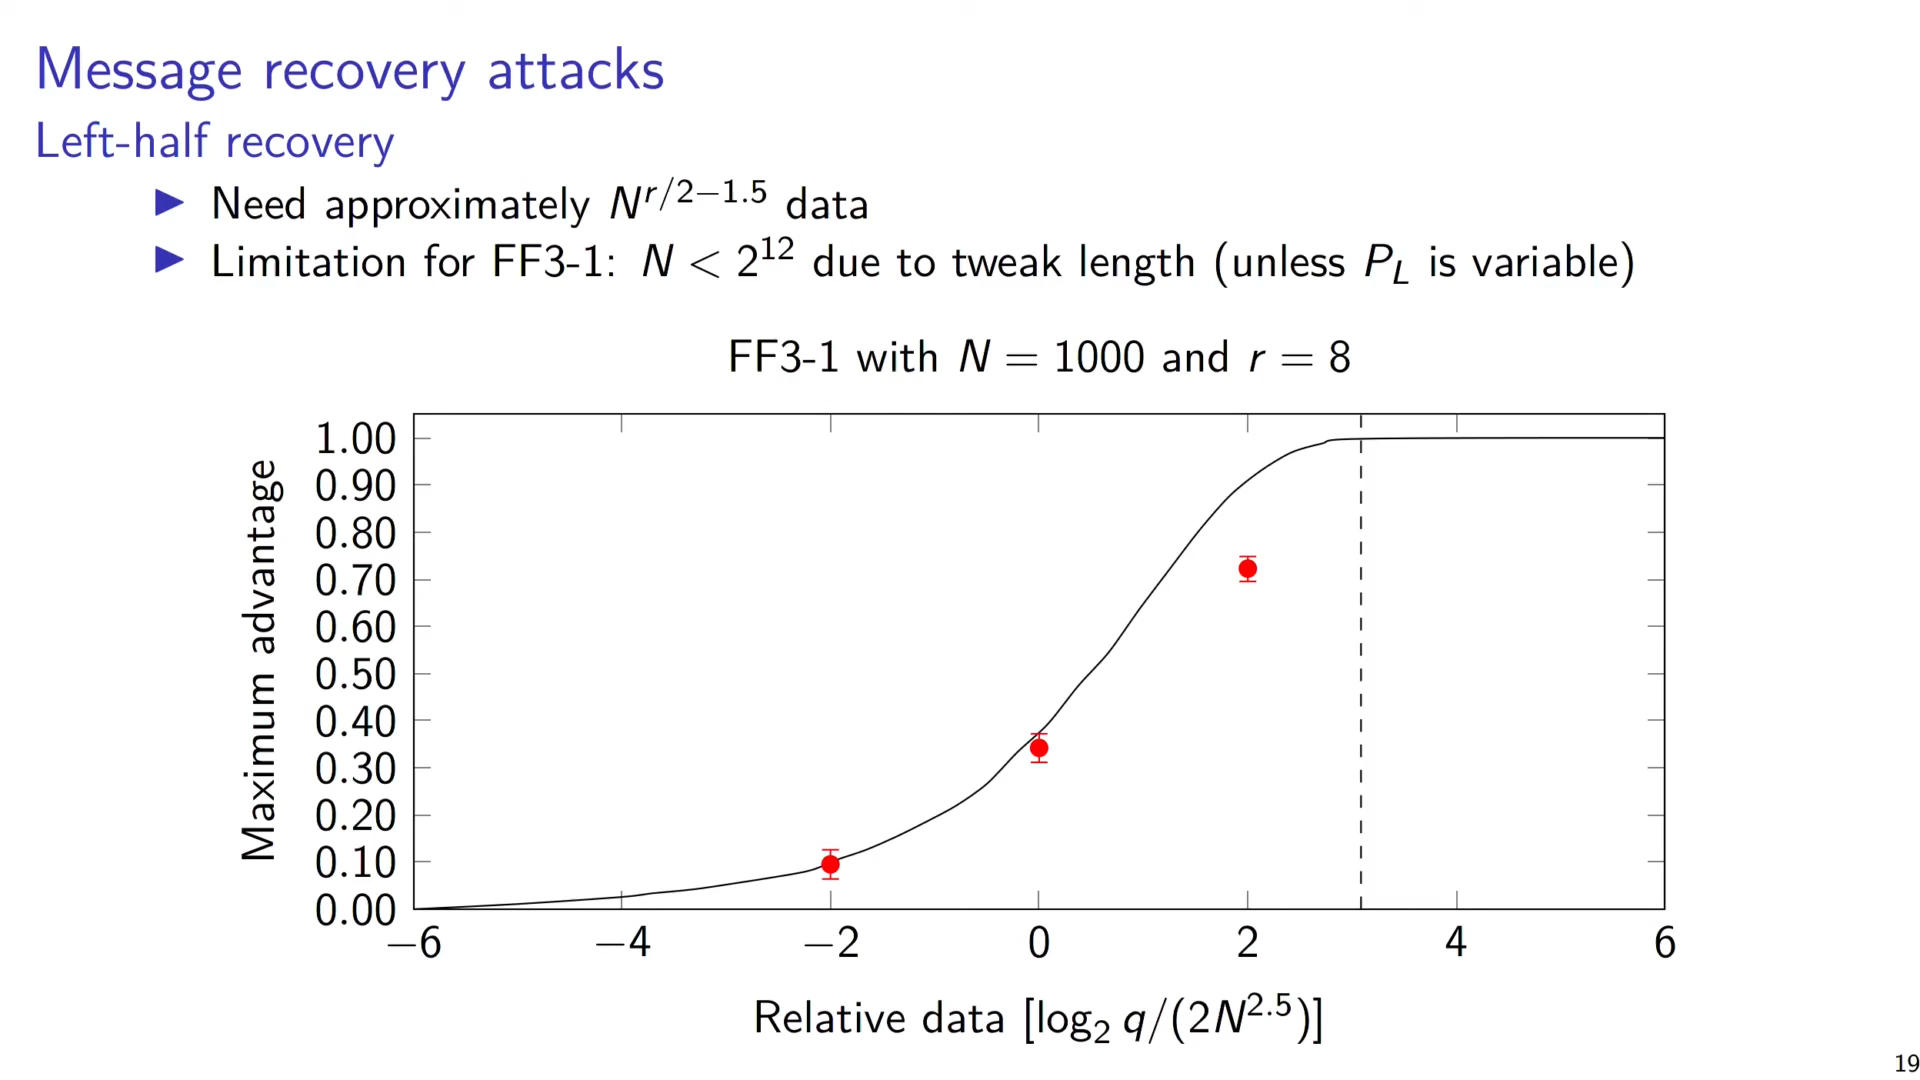 Message recovery attacks
Left-half recovery
▶ Need approximately N^{r/2−1.5} data
▶ Limitation for FF3-1: N < 2^{12} due to tweak length (unless P_L is variable)
FF3-1 with N = 1000 and r = 8
Maximum advantage
1.00
0.90
0.80
0.70
0.60
0.50
0.40
0.30
0.20
0.10
0.00
−6 −4 −2 0 2 4 6
Relative data [log_2 q/(2N^{2.5})]
19